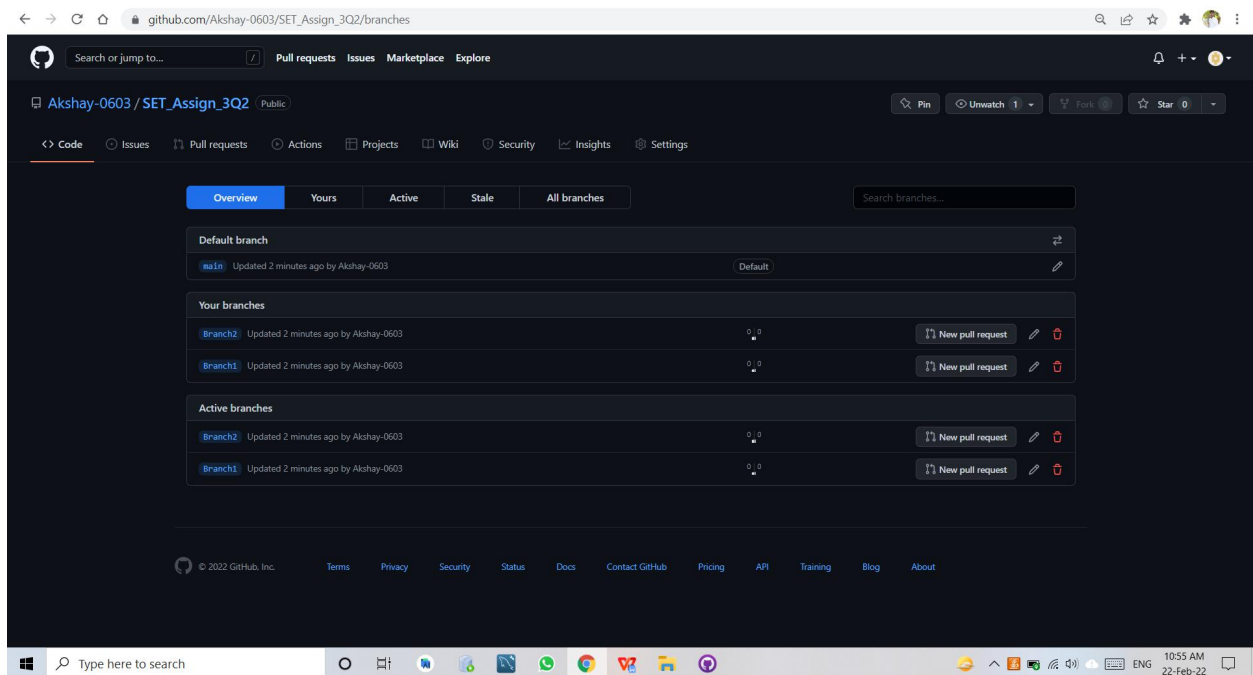 github.com/Akshay-0603/SET_Assign_3Q2/branches
Search or jump to... / Pull requests Issues Marketplace Explore
Akshay-0603 / SET_Assign_3Q2 Public Pin Unwatch 1 Fork 0 Star 0
<> Code Issues Pull requests Actions Projects Wiki Security Insights Settings
Overview Yours Active Stale All branches Search branches...
Default branch
main Updated 2 minutes ago by Akshay-0603 Default
Your branches
Branch2 Updated 2 minutes ago by Akshay-0603 0 | 0 New pull request
Branch1 Updated 2 minutes ago by Akshay-0603 0 | 0 New pull request
Active branches
Branch2 Updated 2 minutes ago by Akshay-0603 0 | 0 New pull request
Branch1 Updated 2 minutes ago by Akshay-0603 0 | 0 New pull request
© 2022 GitHub, Inc. Terms Privacy Security Status Docs Contact GitHub Pricing API Training Blog About
Type here to search ENG 10:55 AM
22-Feb-22